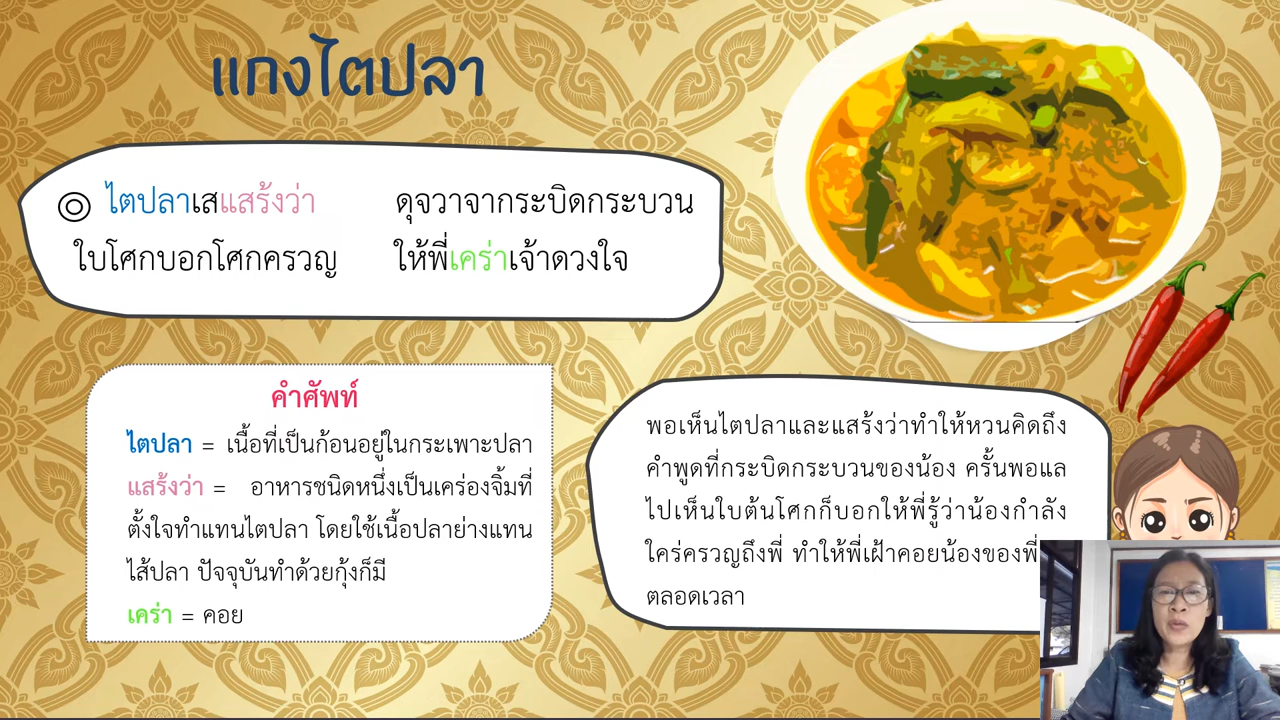 แกงไตปลา
◎ ไตปลาเสแสร้งว่า ดุจวาจากระบิดกระบวน
ใบโศกบอกโศกครวญ ให้พี่เคร่าเจ้าดวงใจ
คำศัพท์
ไตปลา = เนื้อที่เป็นก้อนอยู่ในกระเพาะปลา
แสร้งว่า = อาหารชนิดหนึ่งเป็นเคร่องจิ้มที่
ตั้งใจทำแทนไตปลา โดยใช้เนื้อปลาย่างแทน
ไส้ปลา ปัจจุบันทำด้วยกุ้งก็มี
เคร่า = คอย
พอเห็นไตปลาและแสร้งว่าทำให้หวนคิดถึง
คำพูดที่กระบิดกระบวนของน้อง ครั้นพอแล
ไปเห็นใบต้นโศกก็บอกให้พี่รู้ว่าน้องกำลัง
ใคร่ครวญถึงพี่ ทำให้พี่เฝ้าคอยน้องของพี่
ตลอดเวลา